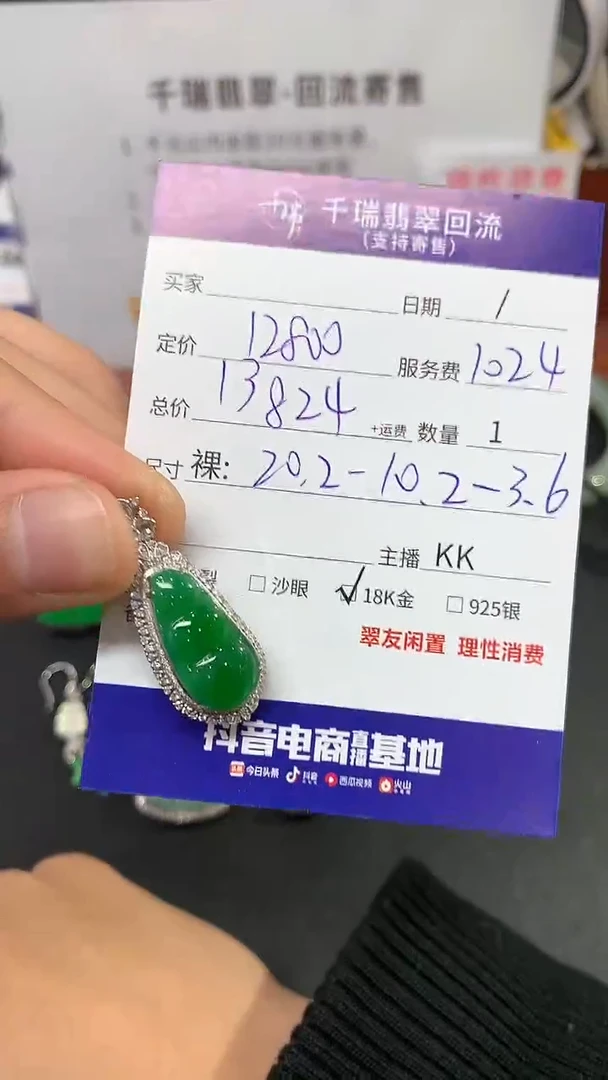 千瑞翡翠-回流寄售
千瑞翡翠回流
(支持寄售)
买家 日期 /
定价 12800 服务费 1024
总价 13824 +运费 数量 1
尺寸 裸: 20.2-10.2-3.6
主播 KK
裂 □ 沙眼 ☑ 18K金 □ 925银
翠友闲置 理性消费
抖音电商直播基地
今日头条 抖音 西瓜视频 火山